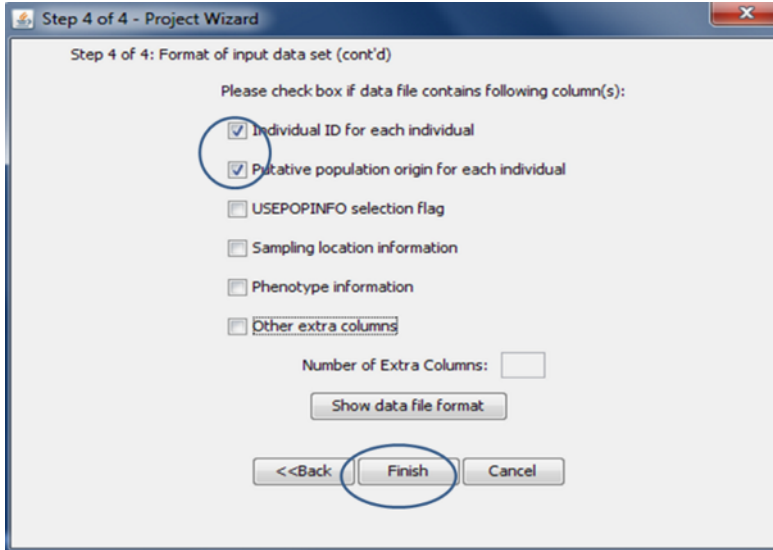 Step 4 of 4 - Project Wizard
Step 4 of 4: Format of input data set (cont'd)
Please check box if data file contains following column(s):
Individual ID for each individual
Putative population origin for each individual
USEPOPINFO selection flag
Sampling location information
Phenotype information
Other extra columns
Number of Extra Columns:
Show data file format
<<Back Finish Cancel